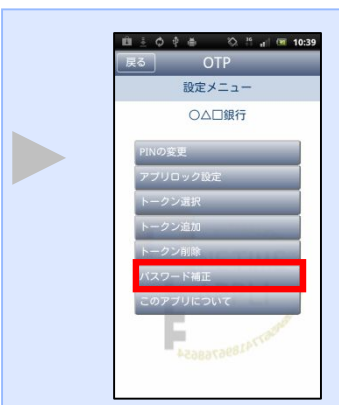 10:39
戻る OTP
設定メニュー
○△□銀行
PINの変更
アプリロック設定
トークン選択
トークン追加
トークン削除
パスワード補正
このアプリについて